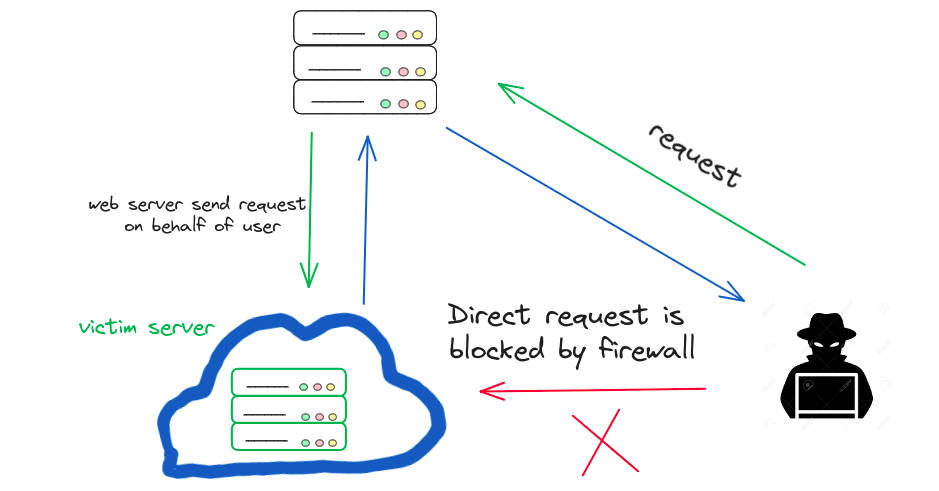 request
web server send request
on behalf of user
Direct request is
blocked by firewall
victim server